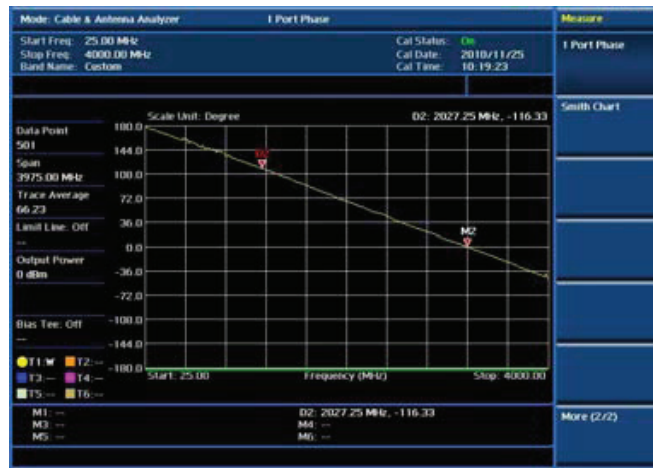 Mode: Cable & Antenna Analyzer 1 Port Phase
Measure
Start Freq: 25.00 MHz Cal Status: On
Stop Freq: 4000.00 MHz Cal Date: 2010/11/25
Band Name: Custom Cal Time: 10:19:23
1 Port Phase
Smith Chart
Scale Unit: Degree D2: 2027.25 MHz, -116.33
Data Point
501
Span
3975.00 MHz
Trace Average
66.23
Limit Line: Off
--
Output Power
0 dBm
Bias Tee: Off
--
T1:W T2:--
T3:-- T4:--
T5:-- T6:--
180.0
144.0
108.0
72.0
36.0
0.0
-36.0
-72.0
-108.0
-144.0
-180.0
M2
Start: 25.00 Frequency (MHz) Stop: 4000.00
M1: -- D2: 2027.25 MHz, -116.33
M3: -- M4: --
M5: -- M6: --
More (2/2)